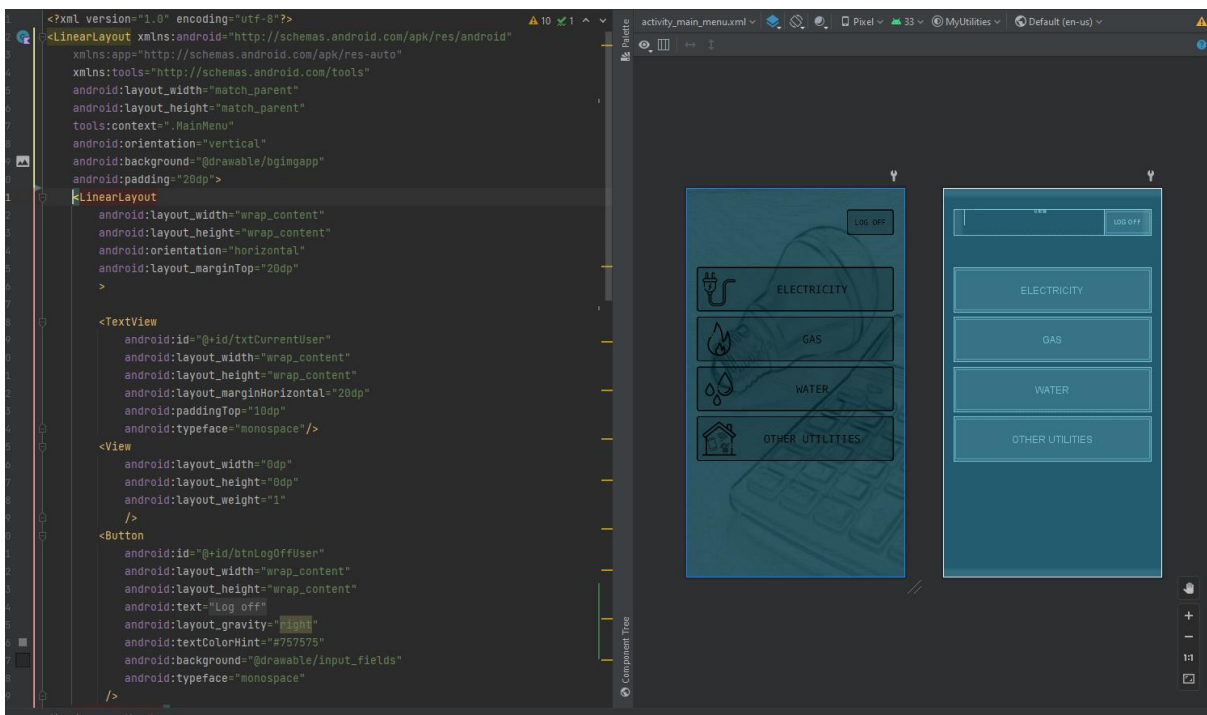 <?xml version="1.0" encoding="utf-8"?>
10 1
<LinearLayout xmlns:android="http://schemas.android.com/apk/res/android"
xmlns:app="http://schemas.android.com/apk/res-auto"
xmlns:tools="http://schemas.android.com/tools"
android:layout_width="match_parent"
android:layout_height="match_parent"
tools:context=".MainMenu"
android:orientation="vertical"
android:background="@drawable/bgimgapp"
android:padding="20dp">
<LinearLayout
android:layout_width="wrap_content"
android:layout_height="wrap_content"
android:orientation="horizontal"
android:layout_marginTop="20dp"
>
<TextView
android:id="@+id/txtCurrentUser"
android:layout_width="wrap_content"
android:layout_height="wrap_content"
android:layout_marginHorizontal="20dp"
android:paddingTop="10dp"
android:typeface="monospace"/>
<View
android:layout_width="0dp"
android:layout_height="0dp"
android:layout_weight="1"
/>
<Button
android:id="@+id/btnLogOffUser"
android:layout_width="wrap_content"
android:layout_height="wrap_content"
android:text="Log off"
android:layout_gravity="right"
android:textColorHint="#757575"
android:background="@drawable/input_fields"
android:typeface="monospace"
/>
Palette
Component Tree
activity_main_menu.xml Pixel 33 MyUtilities Default (en-us)
LOG OFF
ELECTRICITY
GAS
WATER
OTHER UTILITIES
LOG OFF
ELECTRICITY
GAS
WATER
OTHER UTILITIES
1:1